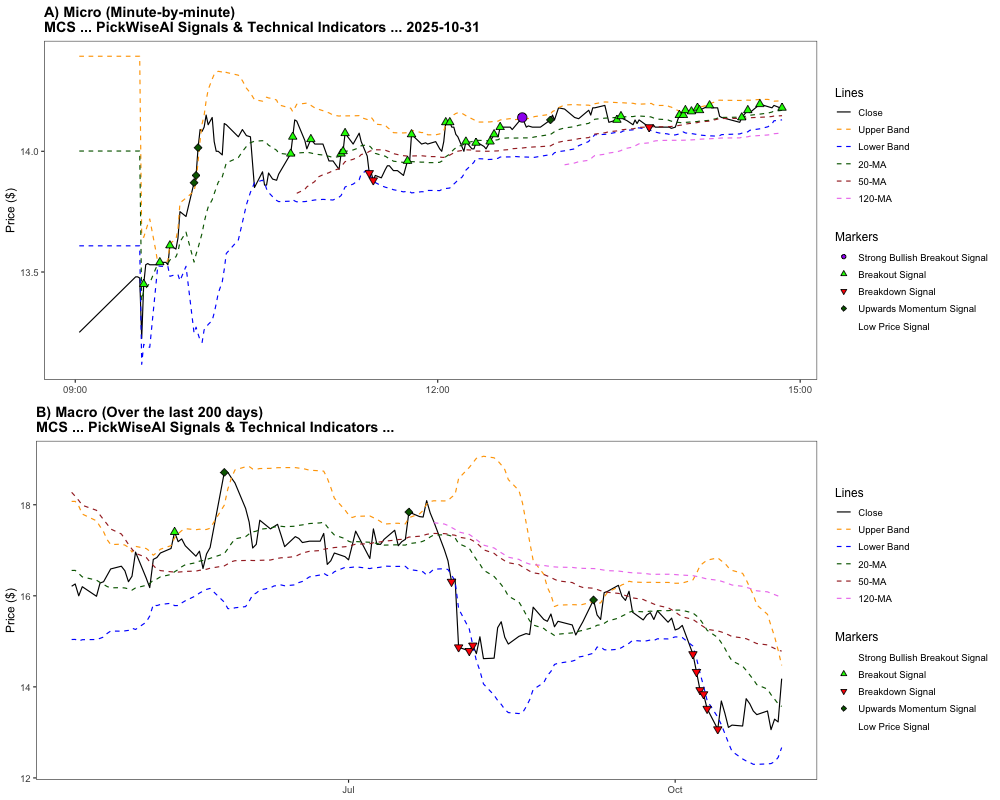 A) Micro (Minute-by-minute)
MCS ... PickWiseAI Signals & Technical Indicators ... 2025-10-31
Price ($)
14.0
13.5
09:00
12:00
15:00
Lines
Close
Upper Band
Lower Band
20-MA
50-MA
120-MA
Markers
Strong Bullish Breakout Signal
Breakout Signal
Breakdown Signal
Upwards Momentum Signal
Low Price Signal
B) Macro (Over the last 200 days)
MCS ... PickWiseAI Signals & Technical Indicators ...
Price ($)
18
16
14
12
Jul
Oct
Lines
Close
Upper Band
Lower Band
20-MA
50-MA
120-MA
Markers
Strong Bullish Breakout Signal
Breakout Signal
Breakdown Signal
Upwards Momentum Signal
Low Price Signal